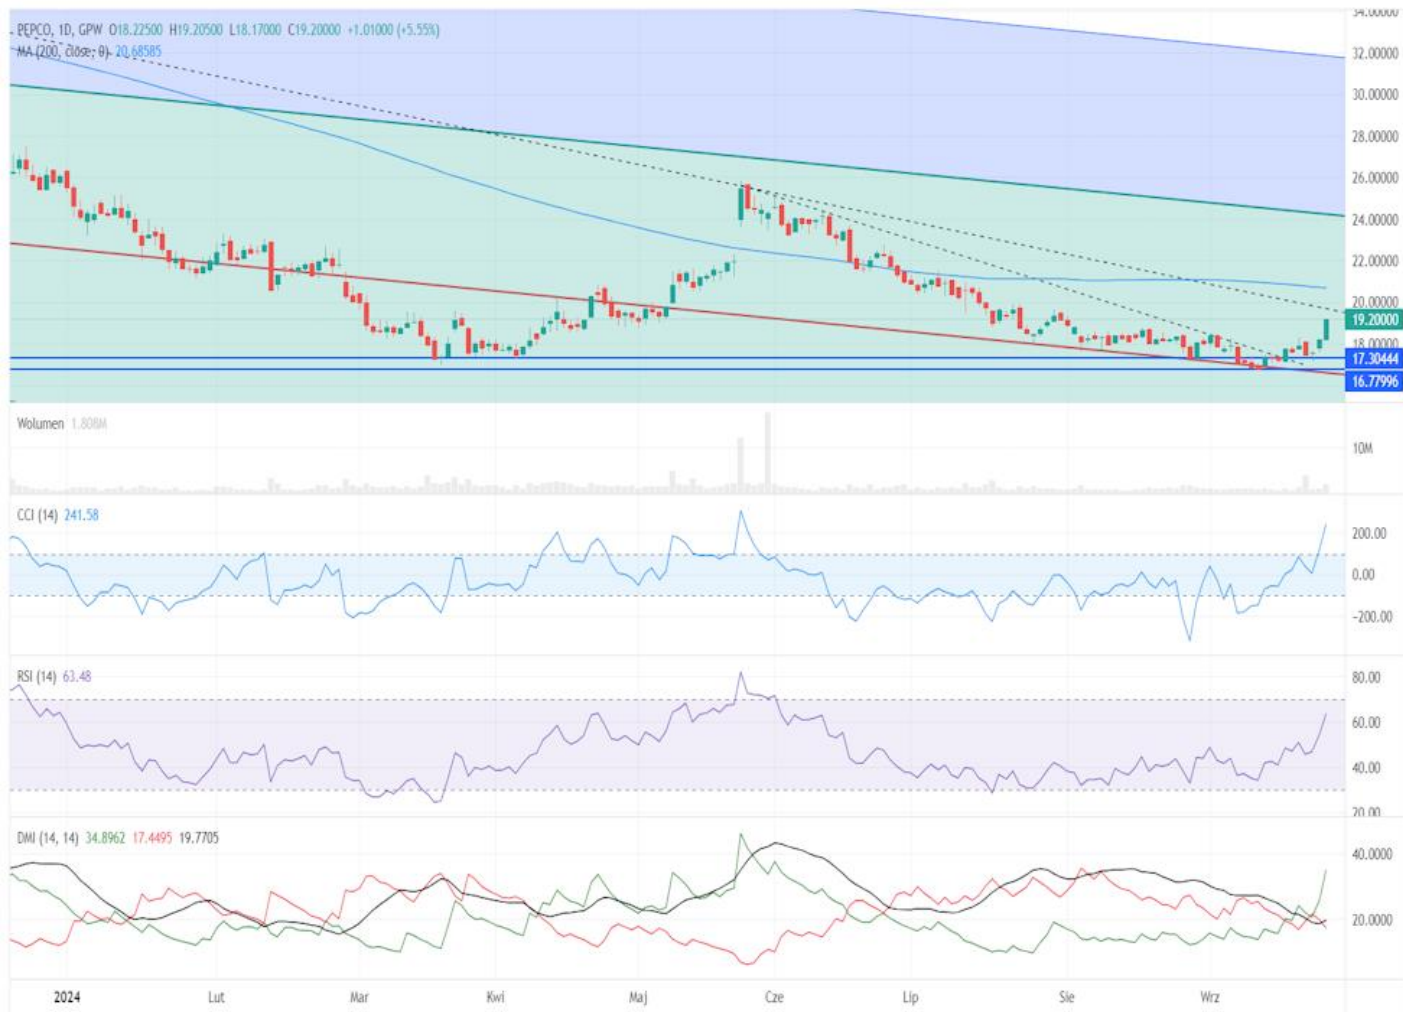 PEPCO, 1D, GPW O18.22500 H19.20500 L18.17000 C19.20000 +1.01000 (+5.55%)
MA (200, close, 0) 20.68585
34.00000
32.00000
30.00000
28.00000
26.00000
24.00000
22.00000
20.00000
19.20000
18.00000
17.30444
16.77996
Wolumen 1.808M
10M
CCI (14) 241.58
200.00
0.00
-200.00
RSI (14) 63.48
80.00
60.00
40.00
20.00
DMI (14, 14) 34.8962 17.4495 19.7705
40.0000
20.0000
2024 Lut Mar Kwi Maj Cze Lip Sie Wrz